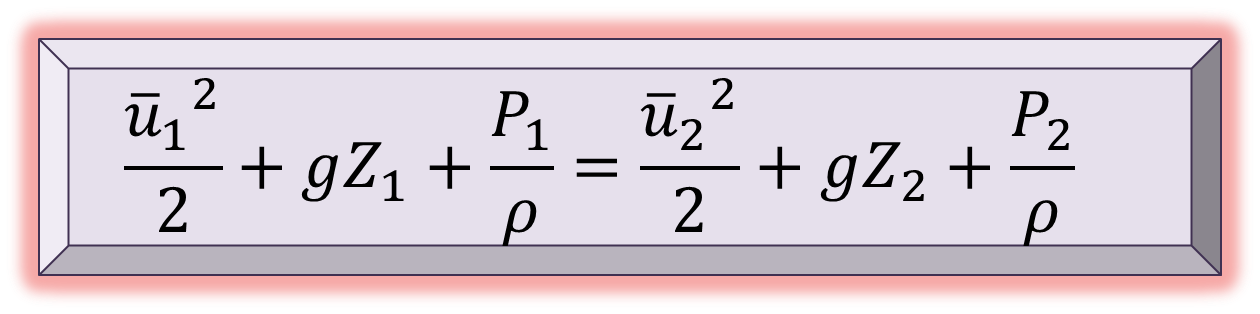 ū₁²/2 + gZ₁ + P₁/ρ = ū₂²/2 + gZ₂ + P₂/ρ